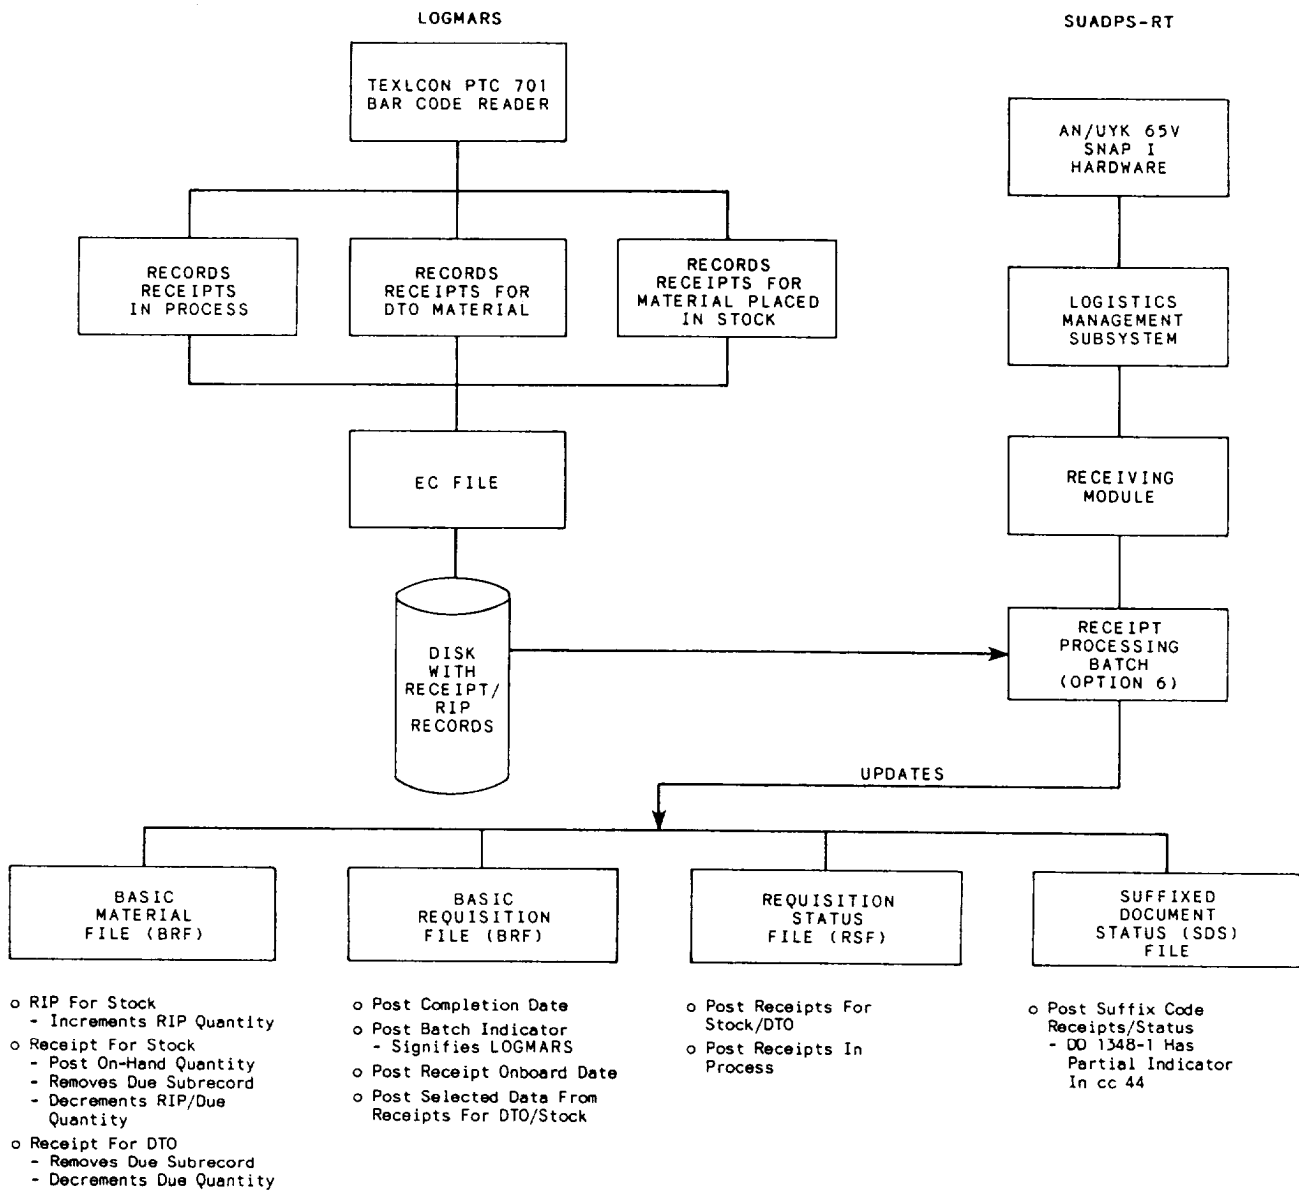 LOGMARS
SUADPS-RT
TEXLCON PTC 701
BAR CODE READER
AN/UYK 65V
SNAP I
HARDWARE
RECORDS
RECEIPTS
IN PROCESS
RECORDS
RECEIPTS FOR
DTO MATERIAL
RECORDS
RECEIPTS FOR
MATERIAL PLACED
IN STOCK
LOGISTICS
MANAGEMENT
SUBSYSTEM
EC FILE
RECEIVING
MODULE
DISK
WITH
RECEIPT/
RIP
RECORDS
RECEIPT
PROCESSING
BATCH
(OPTION 6)
UPDATES
BASIC
MATERIAL
FILE (BRF)
BASIC
REQUISITION
FILE (BRF)
REQUISITION
STATUS
FILE (RSF)
SUFFIXED
DOCUMENT
STATUS (SDS)
FILE
o RIP For Stock
- Increments RIP Quantity
o Receipt For Stock
- Post On-Hand Quantity
- Removes Due Subrecord
- Decrements RIP/Due
Quantity
o Receipt For DTO
- Removes Due Subrecord
- Decrements Due Quantity
o Post Completion Date
o Post Batch Indicator
- Signifies LOGMARS
o Post Receipt Onboard Date
o Post Selected Data From
Receipts For DTO/Stock
o Post Receipts For
Stock/DTO
o Post Receipts In
Process
o Post Suffix Code
Receipts/Status
- DD 1348-1 Has
Partial Indicator
In cc 44